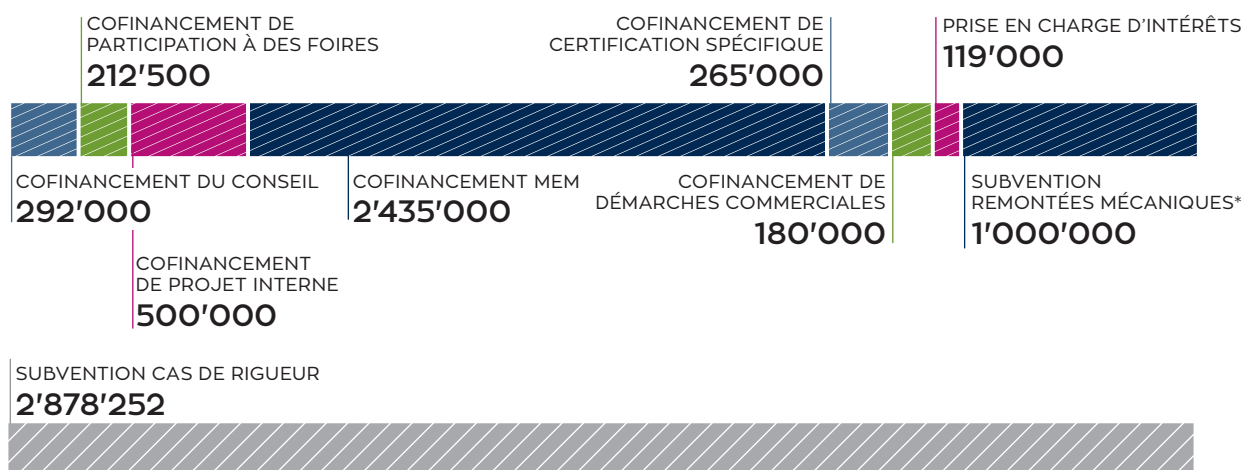 COFINANCEMENT DE
PARTICIPATION À DES FOIRES
212'500
COFINANCEMENT DE
CERTIFICATION SPÉCIFIQUE
265'000
PRISE EN CHARGE D'INTÉRÊTS
119'000
COFINANCEMENT DU CONSEIL
292'000
COFINANCEMENT MEM
2'435'000
COFINANCEMENT DE
DÉMARCHES COMMERCIALES
180'000
SUBVENTION
REMONTÉES MÉCANIQUES*
1'000'000
COFINANCEMENT
DE PROJET INTERNE
500'000
SUBVENTION CAS DE RIGUEUR
2'878'252